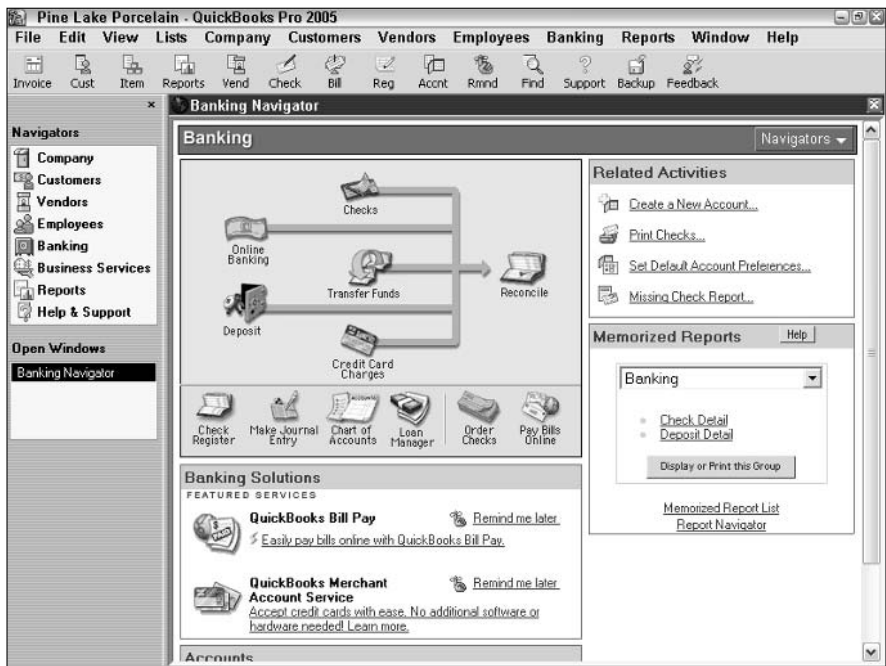 Pine Lake Porcelain - QuickBooks Pro 2005
File Edit View Lists Company Customers Vendors Employees Banking Reports Window Help
Invoice Cust Item Reports Vend Check Bill Reg Accnt Rmnd Find Support Backup Feedback
Navigators
Company
Customers
Vendors
Employees
Banking
Business Services
Reports
Help & Support
Open Windows
Banking Navigator
Banking Navigator
Banking
Navigators
Checks
Online
Banking
Transfer Funds
Reconcile
Deposit
Credit Card
Charges
Check
Register
Make Journal
Entry
Chart of
Accounts
Loan
Manager
Order
Checks
Pay Bills
Online
Banking Solutions
FEATURED SERVICES
QuickBooks Bill Pay
Remind me later
Easily pay bills online with QuickBooks Bill Pay.
QuickBooks Merchant
Account Service
Remind me later
Accept credit cards with ease. No additional software or
hardware needed! Learn more.
Accounts
Related Activities
Create a New Account...
Print Checks...
Set Default Account Preferences...
Missing Check Report...
Memorized Reports
Help
Banking
Check Detail
Deposit Detail
Display or Print this Group
Memorized Report List
Report Navigator